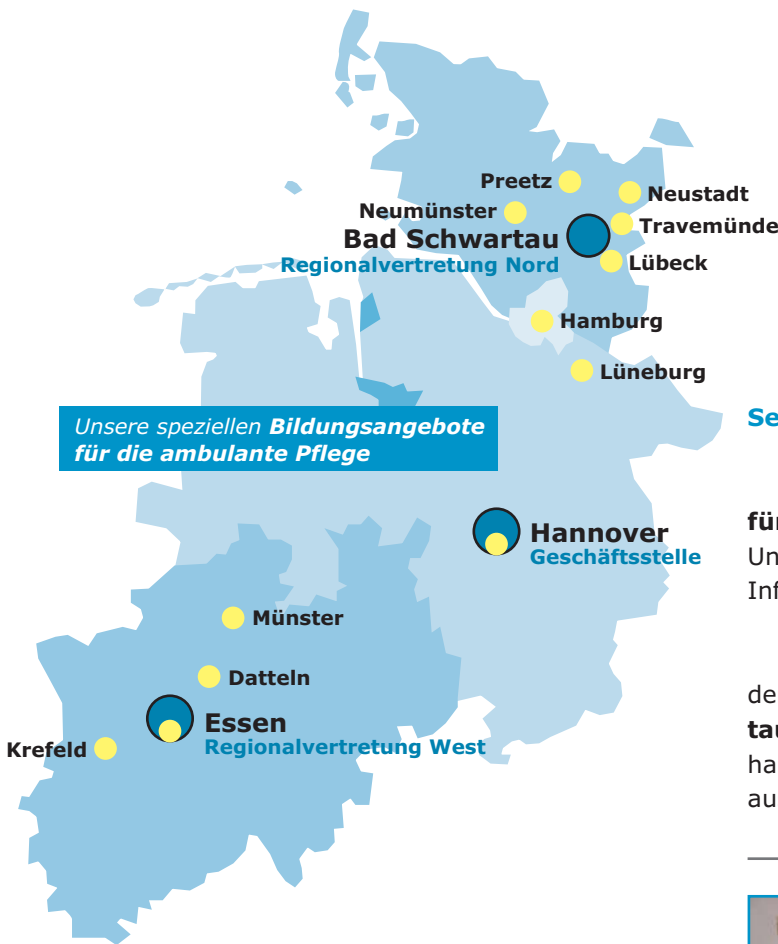 Preetz
Neustadt
Neumünster
Travemünde
Bad Schwartau
Regionalvertretung Nord
Lübeck
Hamburg
Lüneburg
Unsere speziellen Bildungsangebote
für die ambulante Pflege
Hannover
Geschäftsstelle
Münster
Datteln
Essen
Regionalvertretung West
Krefeld